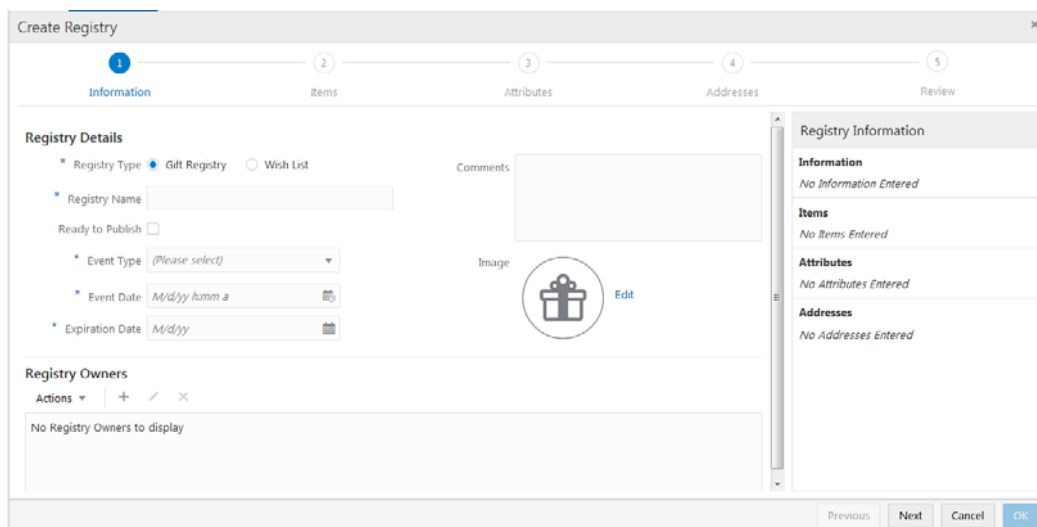 Create Registry
×
1 2 3 4 5
Information Items Attributes Addresses Review
Registry Details
* Registry Type Gift Registry Wish List
* Registry Name
Ready to Publish
* Event Type (Please select)
* Event Date M/d/yy h:mm a
* Expiration Date M/d/yy
Comments
Image
Edit
Registry Owners
Actions
No Registry Owners to display
Registry Information
Information
No Information Entered
Items
No Items Entered
Attributes
No Attributes Entered
Addresses
No Addresses Entered
Previous Next Cancel OK